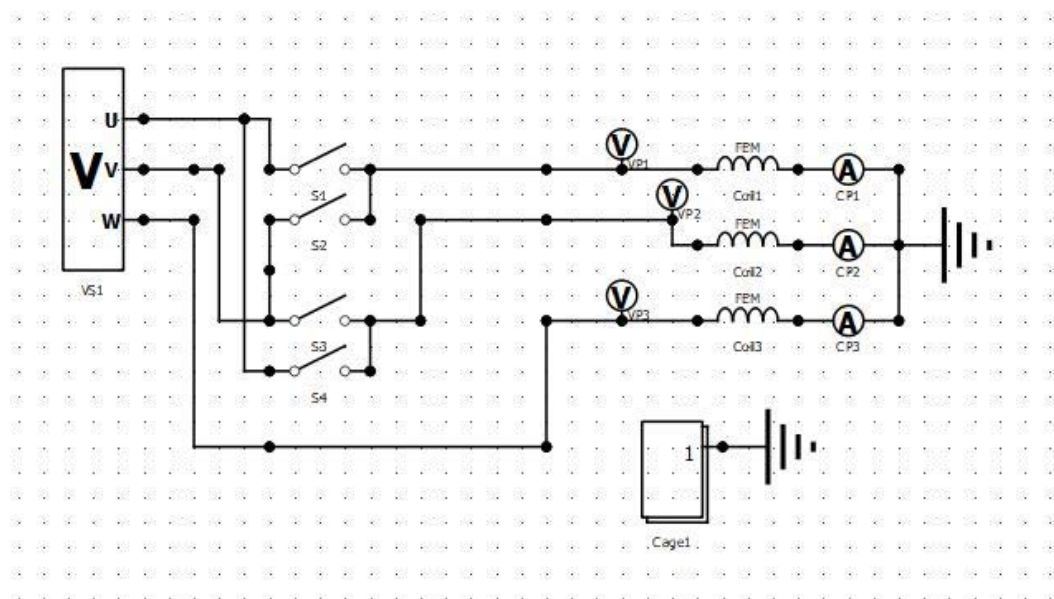 U
V
V
W
VS1
S1
S2
S3
S4
V
VP1
V
VP2
V
VP3
FEM
Coil1
A
CP1
FEM
Coil2
A
CP2
FEM
Coil3
A
CP3
1
Cage1